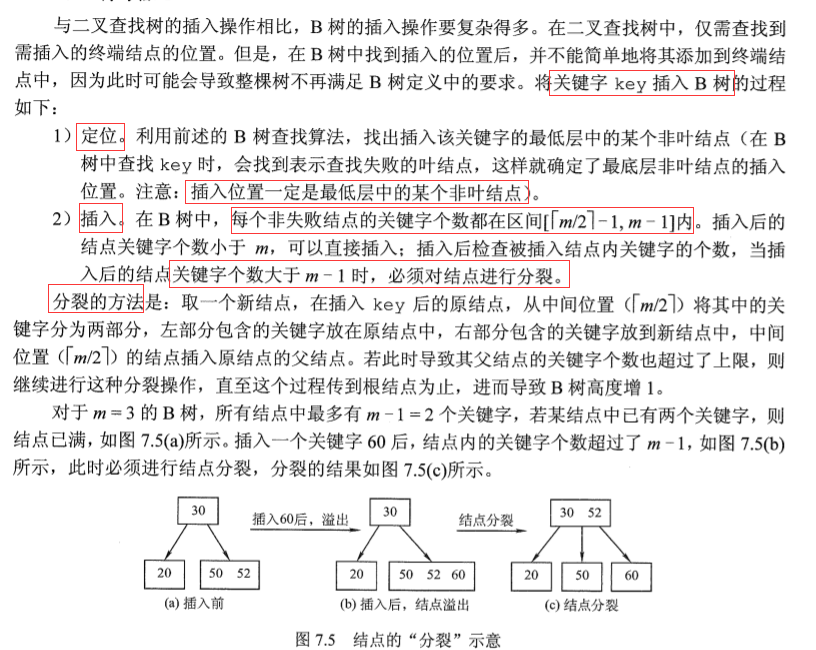 与二叉查找树的插入操作相比，B 树的插入操作要复杂得多。在二叉查找树中，仅需查找到
需插入的终端结点的位置。但是，在 B 树中找到插入的位置后，并不能简单地将其添加到终端结
点中，因为此时可能会导致整棵树不再满足 B 树定义中的要求。将关键字 key 插入 B 树的过程
如下：
1）定位。利用前述的 B 树查找算法，找出插入该关键字的最低层中的某个非叶结点（在 B
树中查找 key 时，会找到表示查找失败的叶结点，这样就确定了最底层非叶结点的插入
位置。注意：插入位置一定是最低层中的某个非叶结点）。
2）插入。在 B 树中，每个非失败结点的关键字个数都在区间[⌈m/2⌉−1, m−1]内。插入后的
结点关键字个数小于 m，可以直接插入；插入后检查被插入结点内关键字的个数，当插
入后的结点关键字个数大于 m−1 时，必须对结点进行分裂。
分裂的方法是：取一个新结点，在插入 key 后的原结点，从中间位置（⌈m/2⌉）将其中的关
键字分为两部分，左部分包含的关键字放在原结点中，右部分包含的关键字放到新结点中，中间
位置（⌈m/2⌉）的结点插入原结点的父结点。若此时导致其父结点的关键字个数也超过了上限，则
继续进行这种分裂操作，直至这个过程传到根结点为止，进而导致 B 树高度增 1。
对于 m = 3 的 B 树，所有结点中最多有 m−1 = 2 个关键字，若某结点中已有两个关键字，则
结点已满，如图 7.5(a)所示。插入一个关键字 60 后，结点内的关键字个数超过了 m−1，如图 7.5(b)
所示，此时必须进行结点分裂，分裂的结果如图 7.5(c)所示。
30 插入60后，溢出 30 结点分裂 30 52
20 50 52 20 50 52 60 20 50 60
(a) 插入前 (b) 插入后，结点溢出 (c) 结点分裂
图 7.5 结点的“分裂”示意